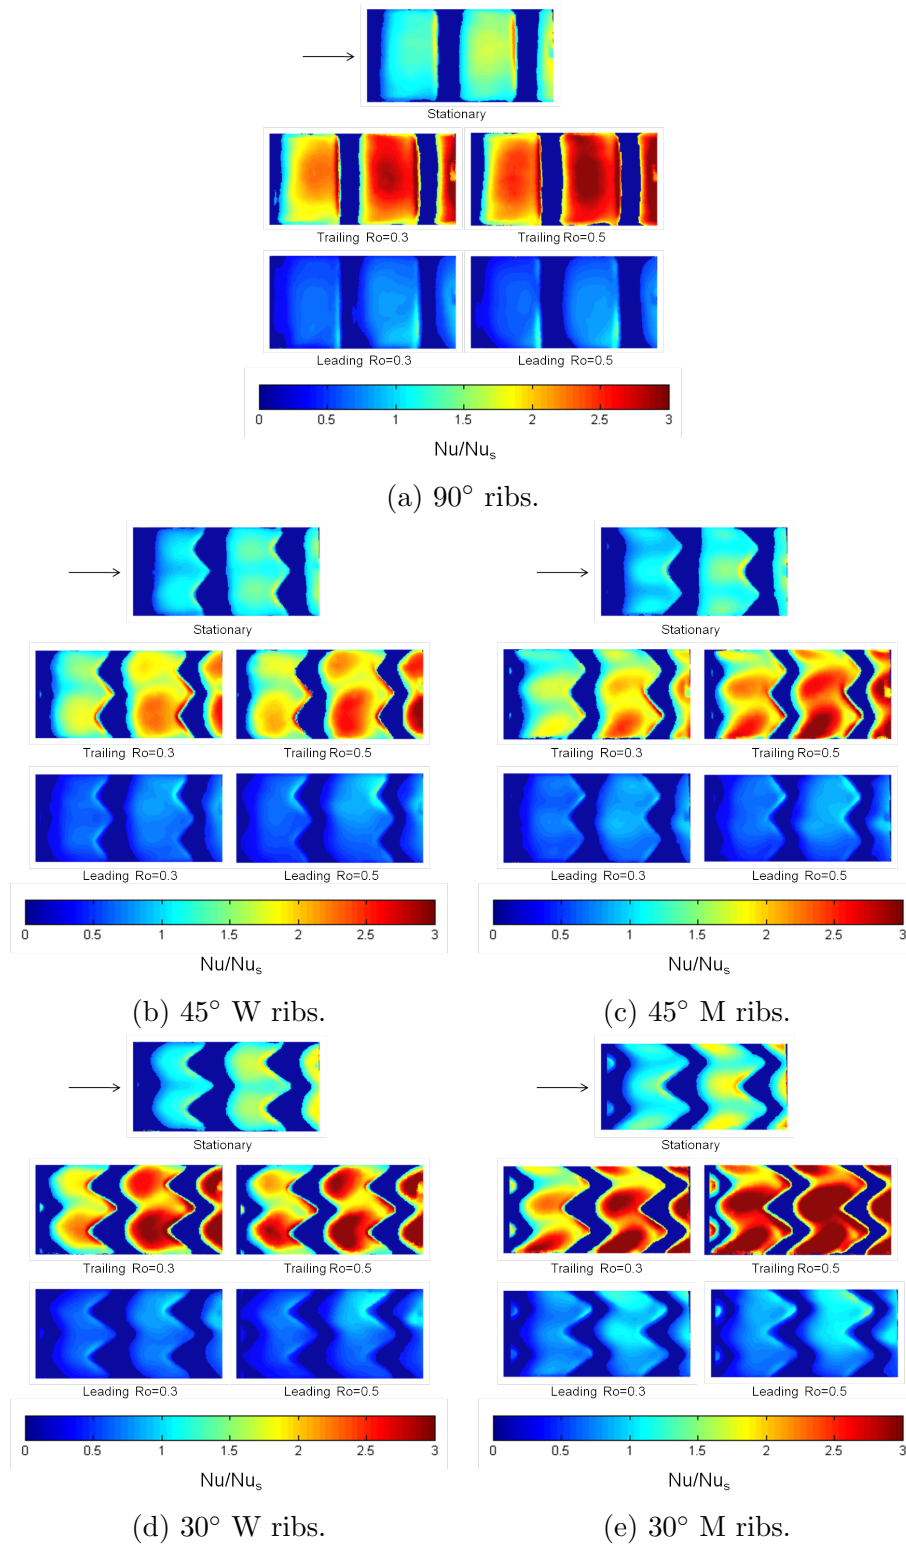 Stationary
Trailing Ro=0.3 Trailing Ro=0.5
Leading Ro=0.3 Leading Ro=0.5
0 0.5 1 1.5 2 2.5 3
Nu/Nuₛ
(a) 90° ribs.
Stationary
Trailing Ro=0.3 Trailing Ro=0.5
Leading Ro=0.3 Leading Ro=0.5
0 0.5 1 1.5 2 2.5 3
Nu/Nuₛ
(b) 45° W ribs.
Stationary
Trailing Ro=0.3 Trailing Ro=0.5
Leading Ro=0.3 Leading Ro=0.5
0 0.5 1 1.5 2 2.5 3
Nu/Nuₛ
(c) 45° M ribs.
Stationary
Trailing Ro=0.3 Trailing Ro=0.5
Leading Ro=0.3 Leading Ro=0.5
0 0.5 1 1.5 2 2.5 3
Nu/Nuₛ
(d) 30° W ribs.
Stationary
Trailing Ro=0.3 Trailing Ro=0.5
Leading Ro=0.3 Leading Ro=0.5
0 0.5 1 1.5 2 2.5 3
Nu/Nuₛ
(e) 30° M ribs.